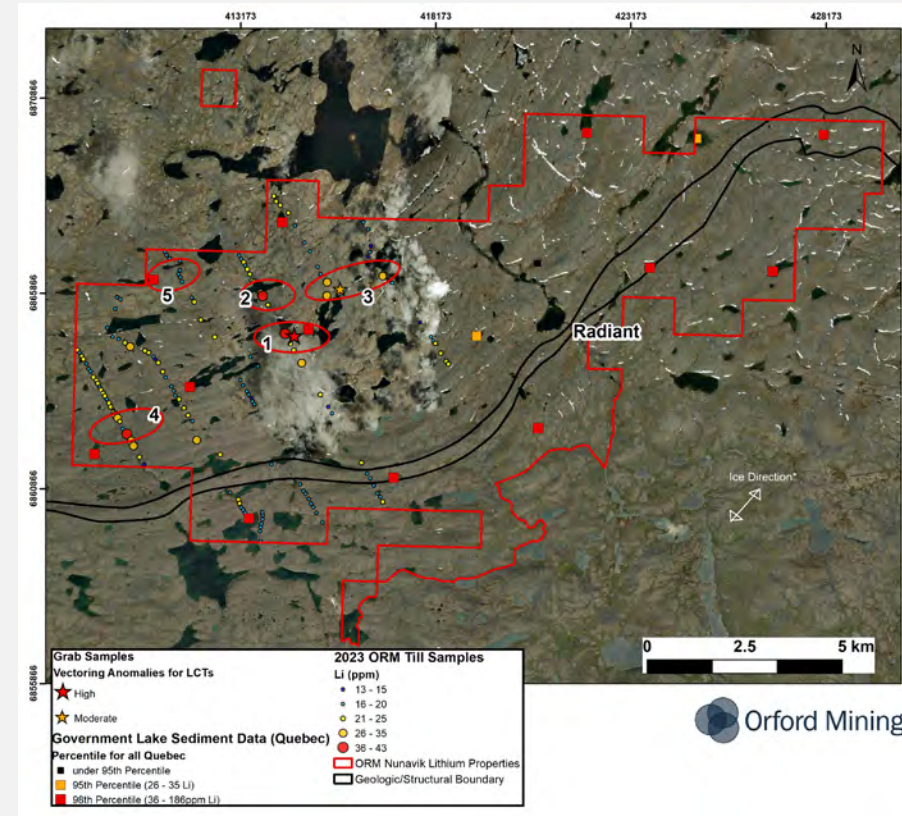 413173 418173 423173 428173
6870866
N
6865866
5
2
3
1
Radiant
4
6860866
Ice Direction*
6855866
0 2.5 5 km
Grab Samples
Vectoring Anomalies for LCTs
High
Moderate
Government Lake Sediment Data (Quebec)
Percentile for all Quebec
under 95th Percentile
95th Percentile (26 - 35 Li)
98th Percentile (36 - 186ppm Li)
2023 ORM Till Samples
Li (ppm)
13 - 15
16 - 20
21 - 25
26 - 35
36 - 43
ORM Nunavik Lithium Properties
Geologic/Structural Boundary
Orford Mining